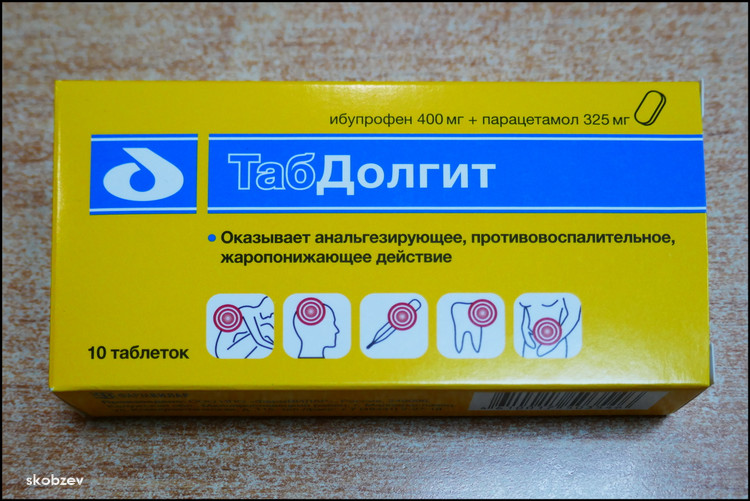 ибупрофен 400 мг + парацетамол 325 мг
ТабДолгит
Оказывает анальгезирующее, противовоспалительное,
жаропонижающее действие
10 таблеток
skobzev